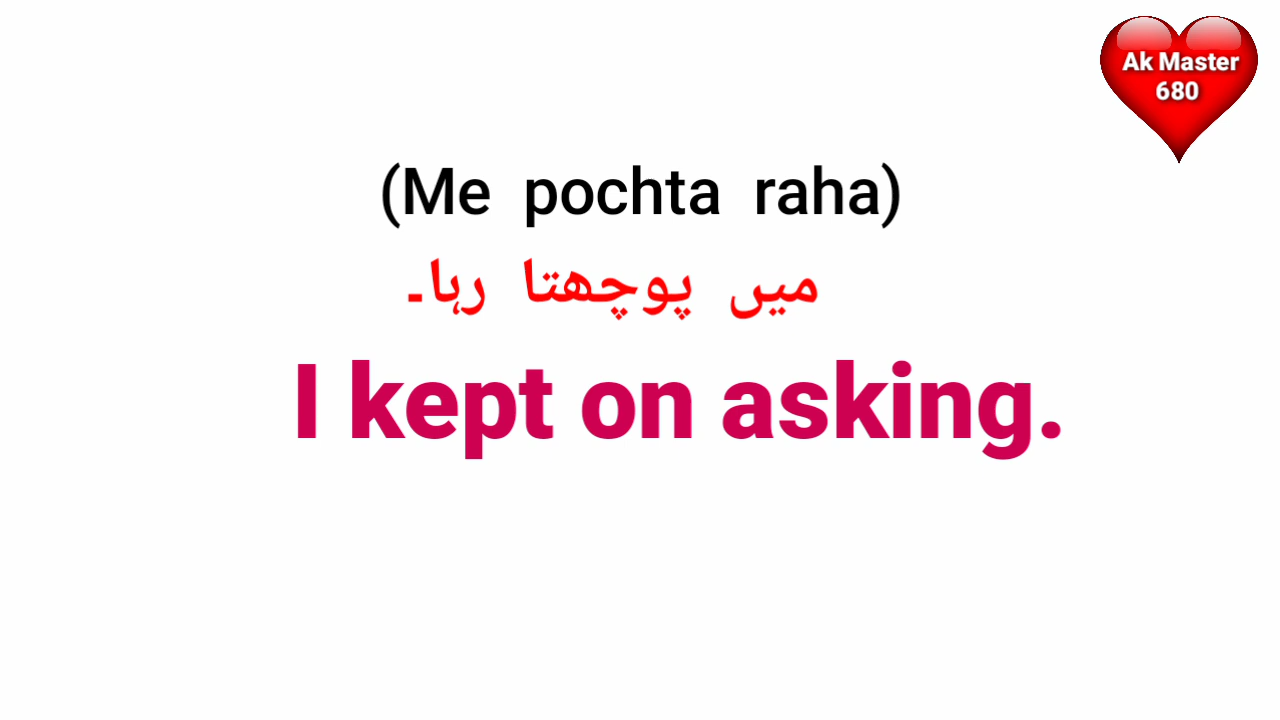 Ak Master
680
(Me pochta raha)
میں پوچھتا رہا۔
I kept on asking.